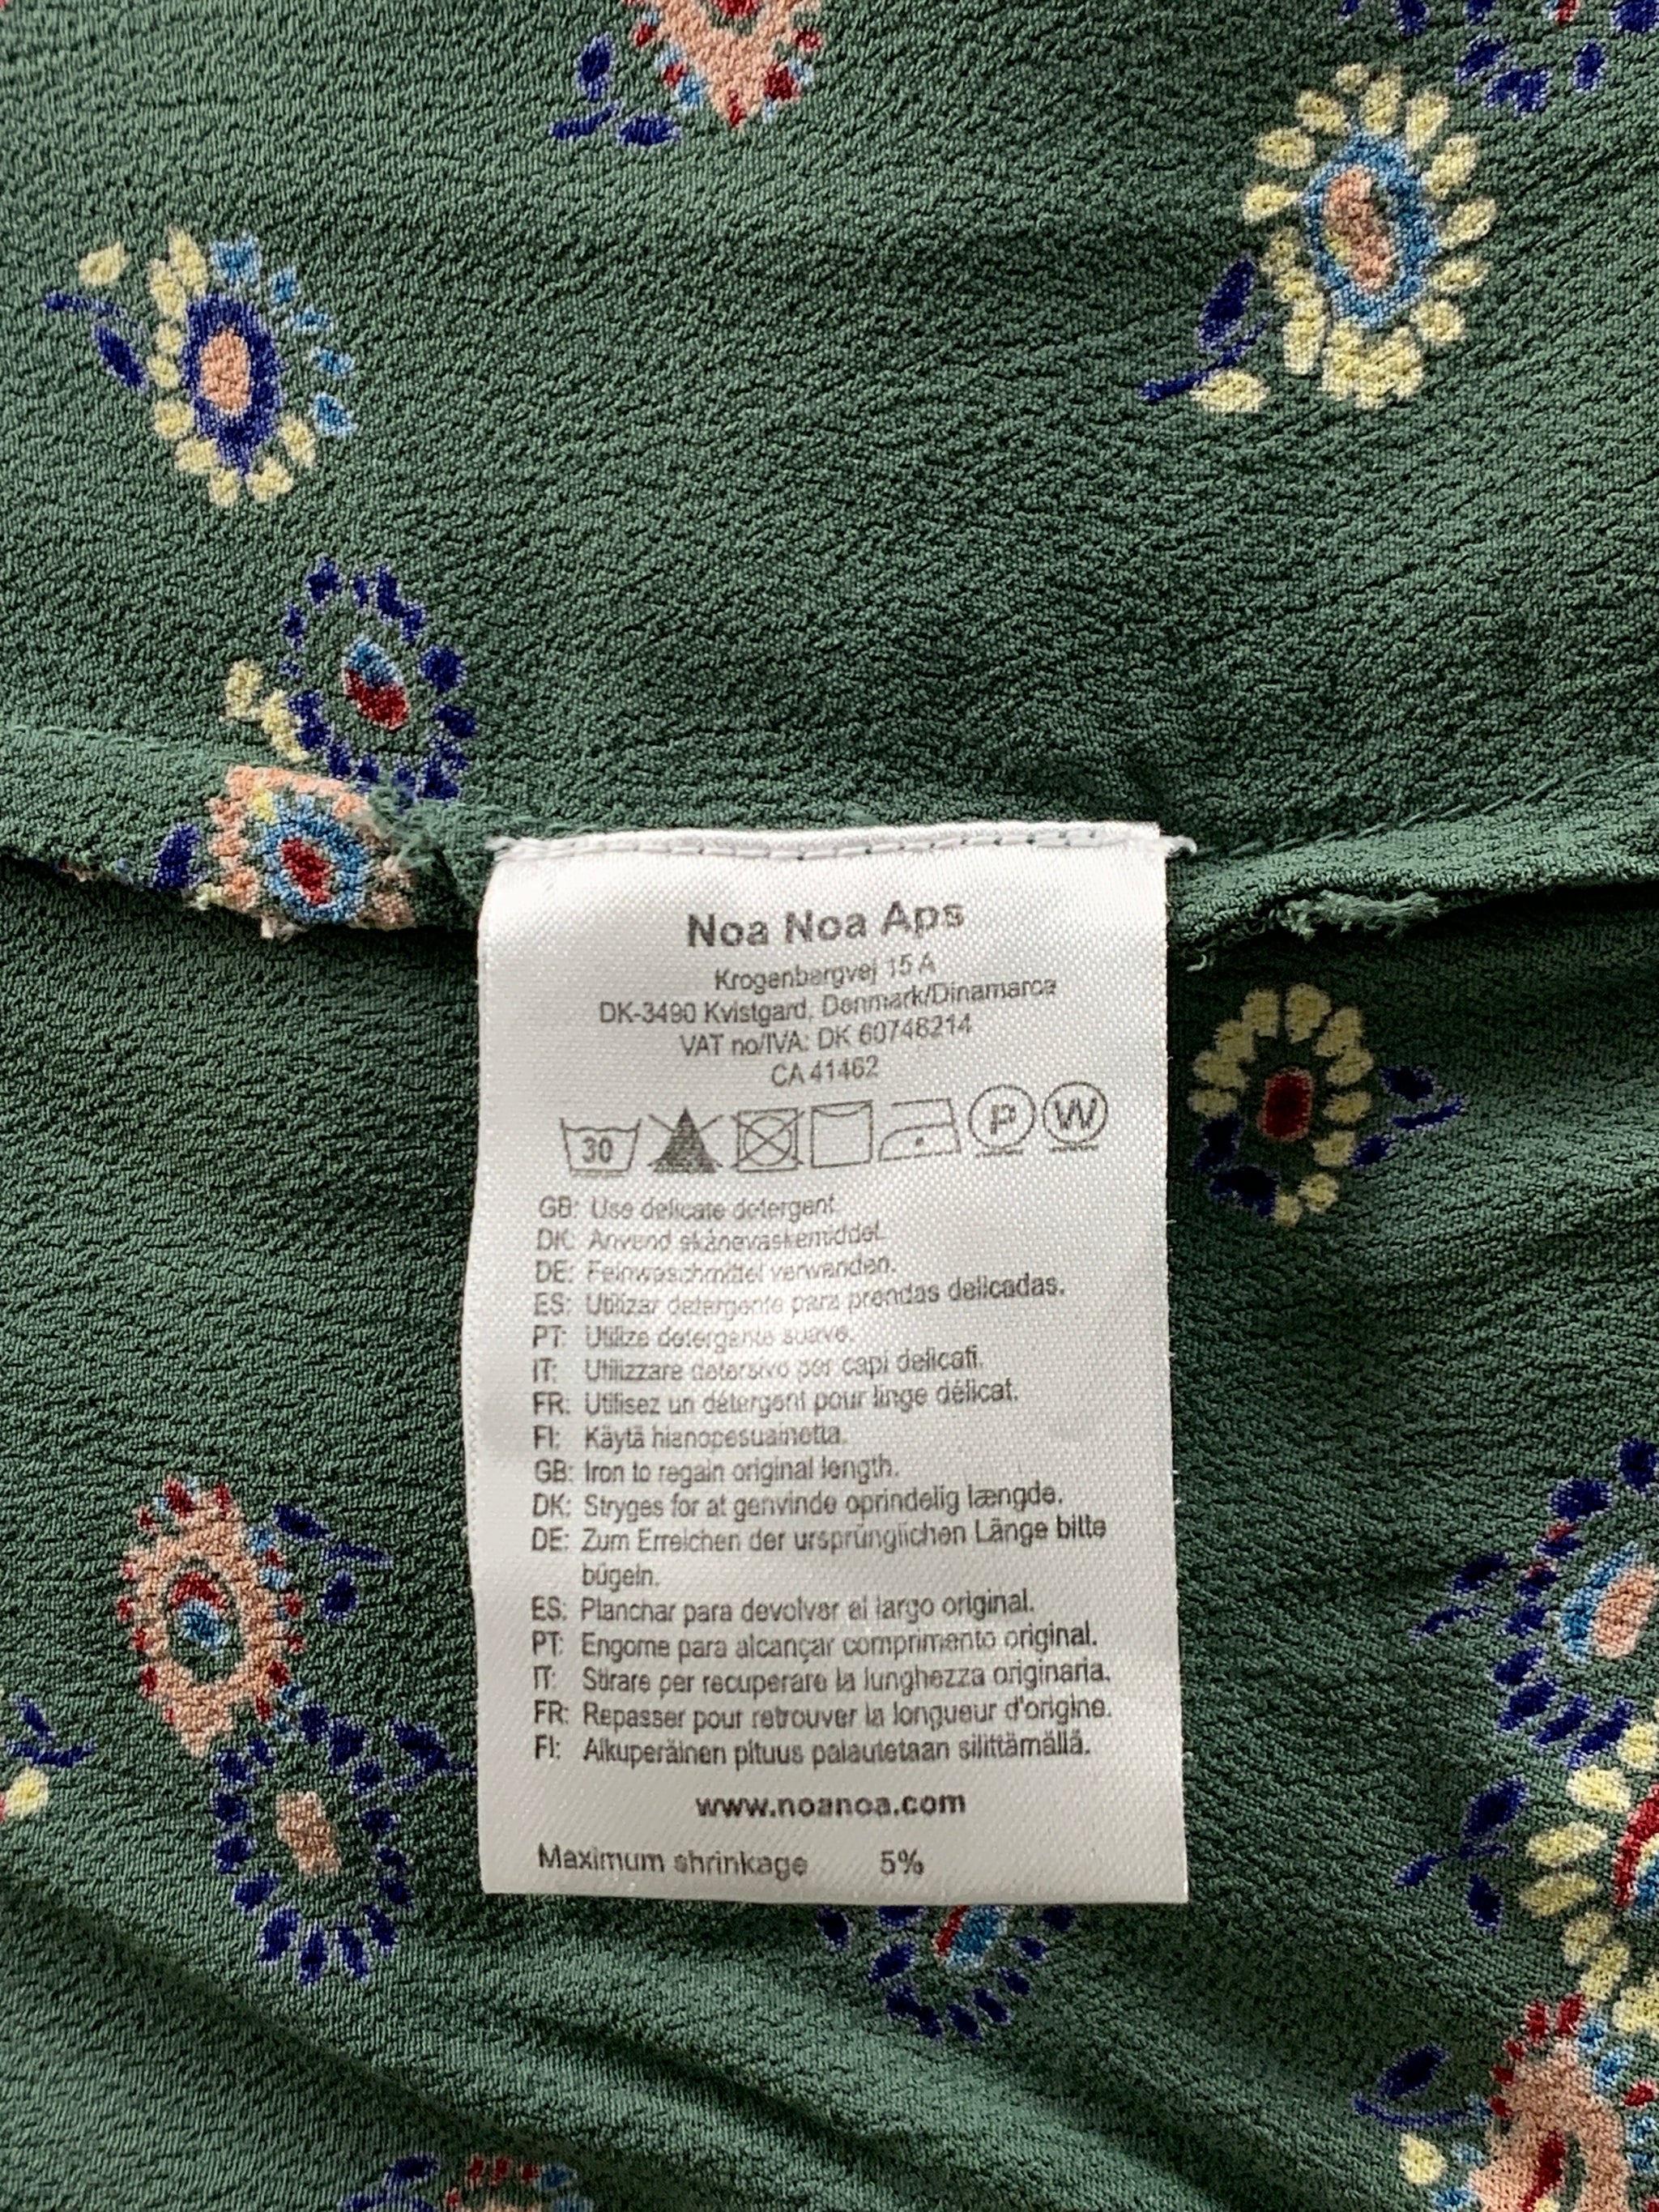 Noa Noa Aps
Krogenbergvej 15 A
DK-3490 Kvistgard, Denmark/Dinamarca
VAT no/IVA: DK 60748214
CA 41462
30 P W
GB: Use delicate detergent.
DK: Anvend skånevaskemiddel.
DE: Feinwaschmittel verwenden.
ES: Utilizar detergente para prendas delicadas.
PT: Utilize detergente suave.
IT: Utilizzare detersivo per capi delicati.
FR: Utilisez un détergent pour linge délicat.
FI: Käytä hienopesuainetta.
GB: Iron to regain original length.
DK: Stryges for at genvinde oprindelig længde.
DE: Zum Erreichen der ursprünglichen Länge bitte
bügeln.
ES: Planchar para devolver el largo original.
PT: Engome para alcançar comprimento original.
IT: Stirare per recuperare la lunghezza originaria.
FR: Repasser pour retrouver la longueur d'origine.
FI: Alkuperäinen pituus palautetaan silittämällä.
www.noanoa.com
Maximum shrinkage 5%